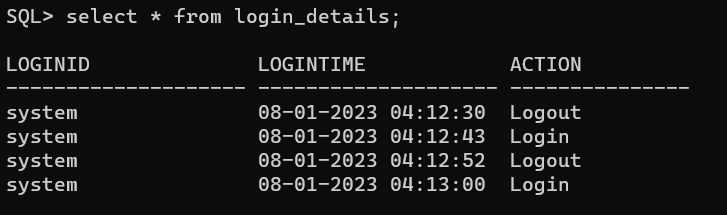 SQL> select * from login_details;
LOGINID LOGINTIME ACTION
-------------------- -------------------- ---------------
system 08-01-2023 04:12:30 Logout
system 08-01-2023 04:12:43 Login
system 08-01-2023 04:12:52 Logout
system 08-01-2023 04:13:00 Login